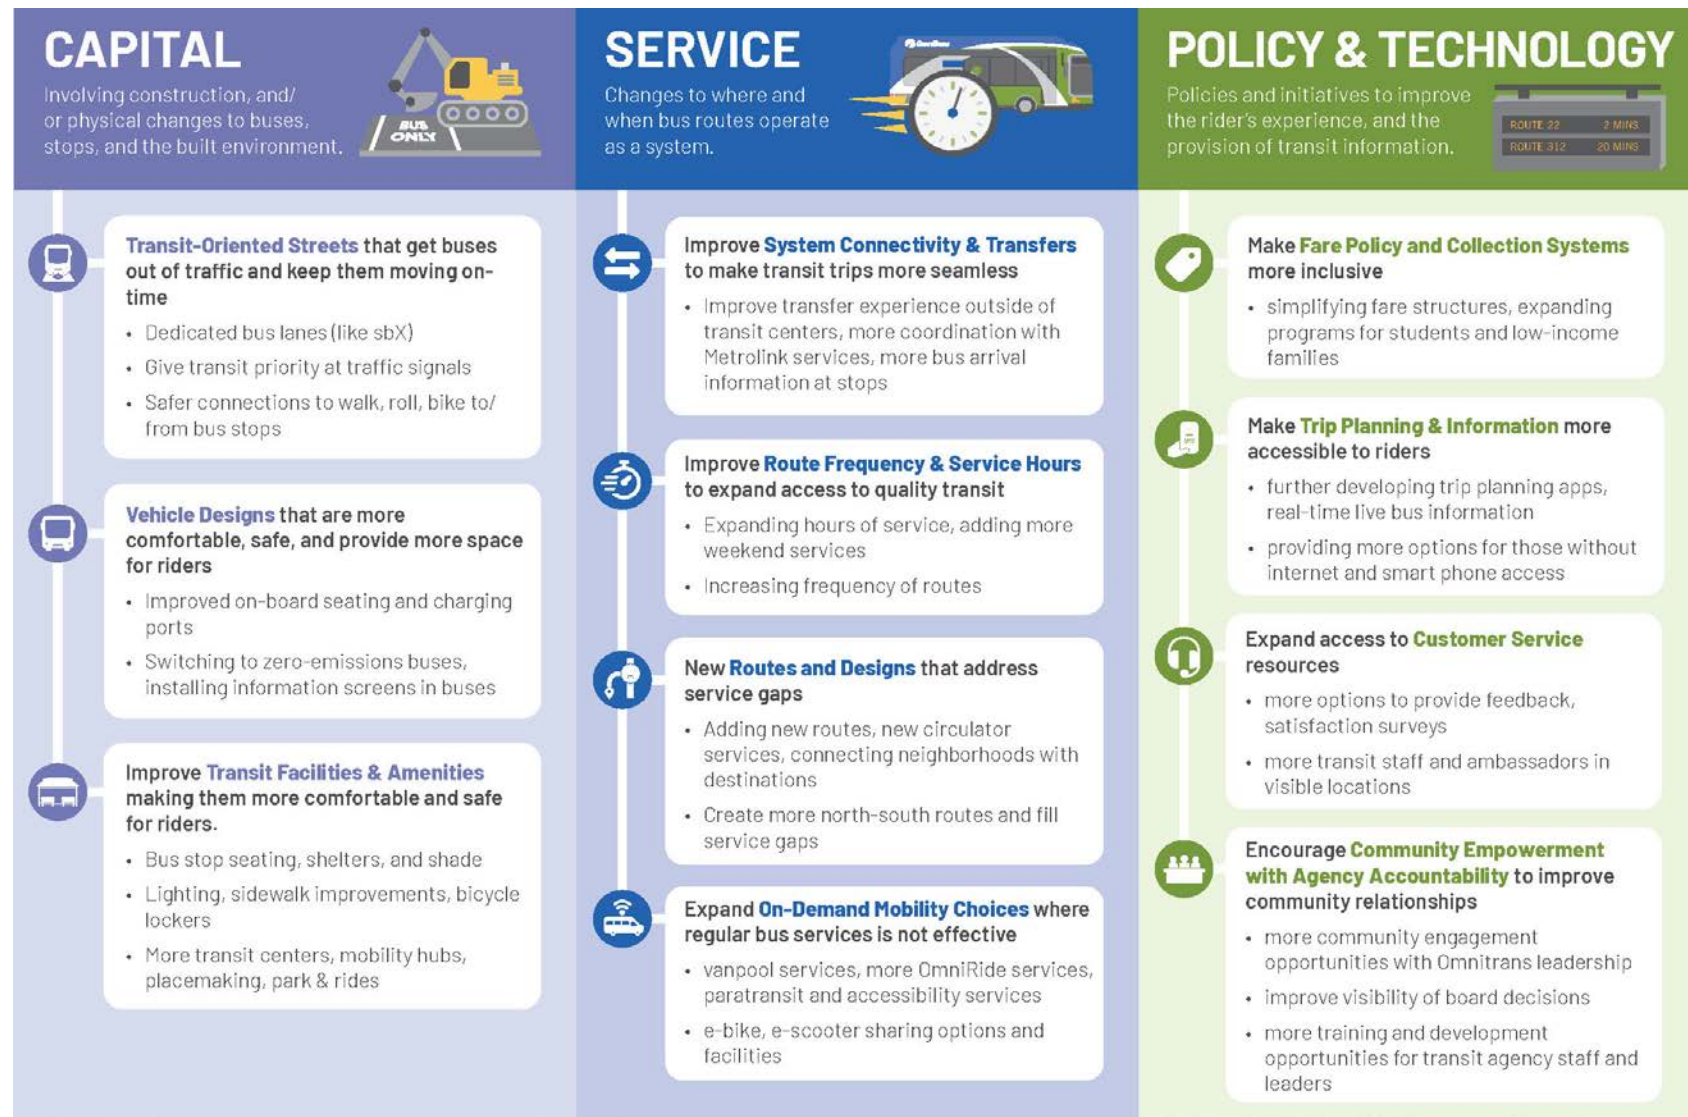 CAPITAL
Involving construction, and/
or physical changes to buses,
stops, and the built environment.
BUS
ONLY
Transit-Oriented Streets that get buses
out of traffic and keep them moving on-
time
• Dedicated bus lanes (like sbX)
• Give transit priority at traffic signals
• Safer connections to walk, roll, bike to/
from bus stops
Vehicle Designs that are more
comfortable, safe, and provide more space
for riders
• Improved on-board seating and charging
ports
• Switching to zero-emissions buses,
installing information screens in buses
Improve Transit Facilities & Amenities
making them more comfortable and safe
for riders.
• Bus stop seating, shelters, and shade
• Lighting, sidewalk improvements, bicycle
lockers
• More transit centers, mobility hubs,
placemaking, park & rides
SERVICE
Changes to where and
when bus routes operate
as a system.
Improve System Connectivity & Transfers
to make transit trips more seamless
• Improve transfer experience outside of
transit centers, more coordination with
Metrolink services, more bus arrival
information at stops
Improve Route Frequency & Service Hours
to expand access to quality transit
• Expanding hours of service, adding more
weekend services
• Increasing frequency of routes
New Routes and Designs that address
service gaps
• Adding new routes, new circulator
services, connecting neighborhoods with
destinations
• Create more north-south routes and fill
service gaps
Expand On-Demand Mobility Choices where
regular bus services is not effective
• vanpool services, more OmniRide services,
paratransit and accessibility services
• e-bike, e-scooter sharing options and
facilities
POLICY & TECHNOLOGY
Policies and initiatives to improve
the rider's experience, and the
provision of transit information.
ROUTE 22 2 MINS
ROUTE 312 20 MINS
Make Fare Policy and Collection Systems
more inclusive
• simplifying fare structures, expanding
programs for students and low-income
families
Make Trip Planning & Information more
accessible to riders
• further developing trip planning apps,
real-time live bus information
• providing more options for those without
internet and smart phone access
Expand access to Customer Service
resources
• more options to provide feedback,
satisfaction surveys
• more transit staff and ambassadors in
visible locations
Encourage Community Empowerment
with Agency Accountability to improve
community relationships
• more community engagement
opportunities with Omnitrans leadership
• improve visibility of board decisions
• more training and development
opportunities for transit agency staff and
leaders